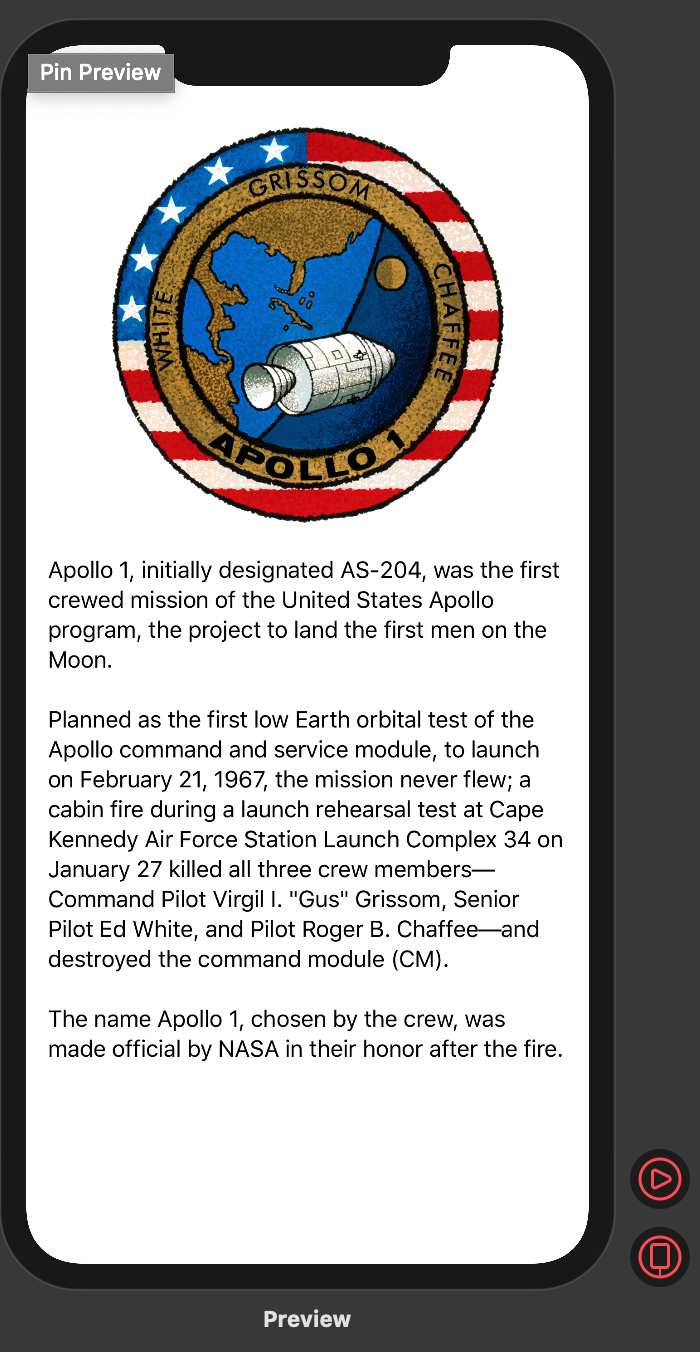 Pin Preview
GRISSOM
WHITE
CHAFFEE
APOLLO 1
Apollo 1, initially designated AS-204, was the first
crewed mission of the United States Apollo
program, the project to land the first men on the
Moon.
Planned as the first low Earth orbital test of the
Apollo command and service module, to launch
on February 21, 1967, the mission never flew; a
cabin fire during a launch rehearsal test at Cape
Kennedy Air Force Station Launch Complex 34 on
January 27 killed all three crew members—
Command Pilot Virgil I. "Gus" Grissom, Senior
Pilot Ed White, and Pilot Roger B. Chaffee—and
destroyed the command module (CM).
The name Apollo 1, chosen by the crew, was
made official by NASA in their honor after the fire.
Preview